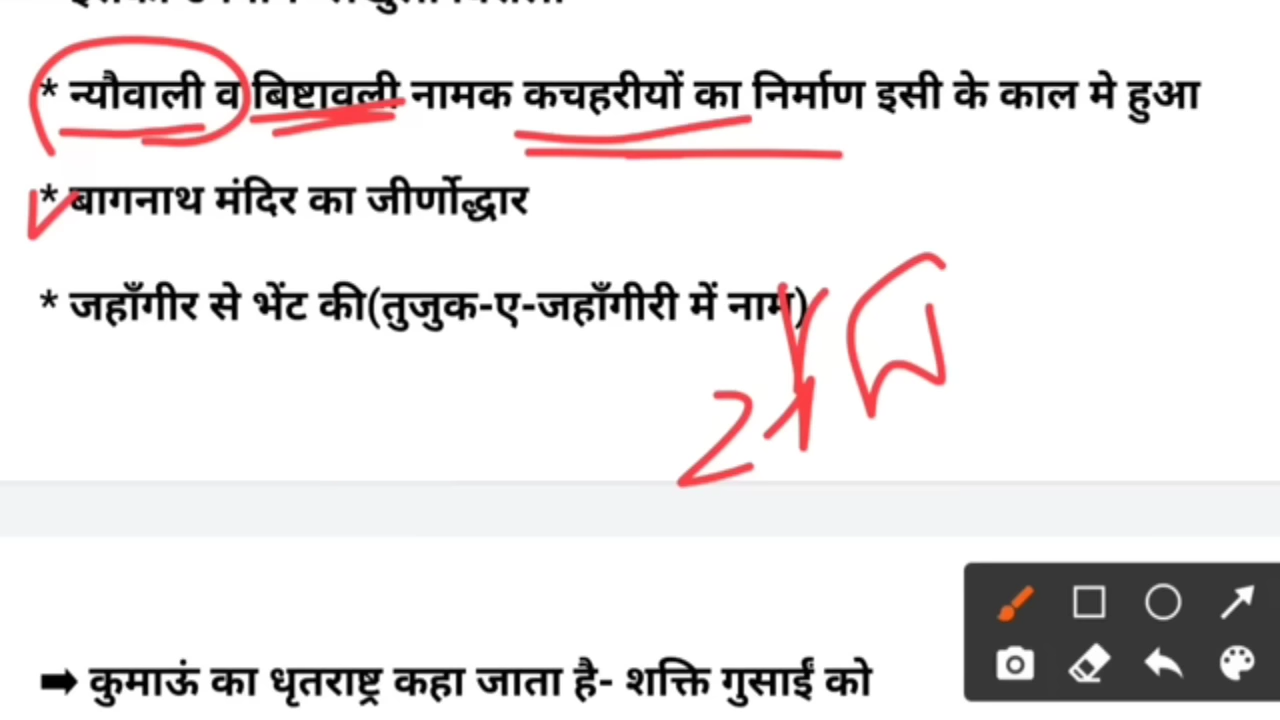 * न्यौवाली व बिष्टावली नामक कचहरीयों का निर्माण इसी के काल मे हुआ
* बागनाथ मंदिर का जीर्णोद्धार
* जहाँगीर से भेंट की(तुजुक-ए-जहाँगीरी में नाम)
➡ कुमाऊं का धृतराष्ट्र कहा जाता है- शक्ति गुसाईं को